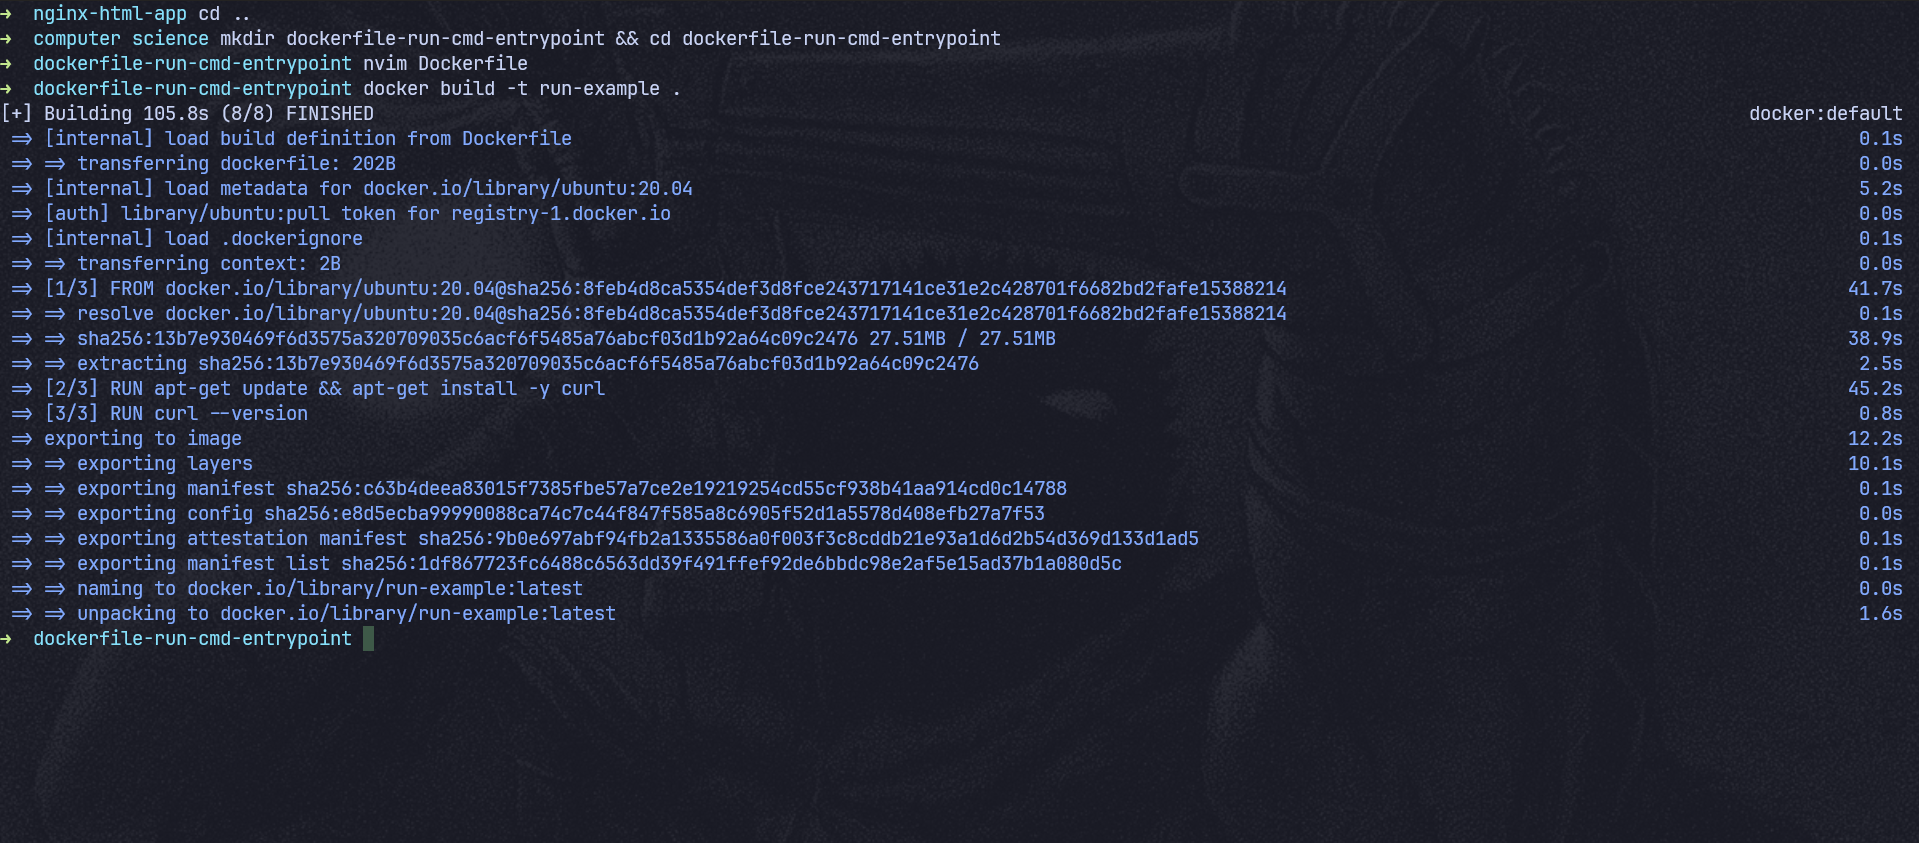 → nginx-html-app cd ..
→ computer science mkdir dockerfile-run-cmd-entrypoint && cd dockerfile-run-cmd-entrypoint
→ dockerfile-run-cmd-entrypoint nvim Dockerfile
→ dockerfile-run-cmd-entrypoint docker build -t run-example .
[+] Building 105.8s (8/8) FINISHED docker:default
=> [internal] load build definition from Dockerfile 0.1s
=> => transferring dockerfile: 202B 0.0s
=> [internal] load metadata for docker.io/library/ubuntu:20.04 5.2s
=> [auth] library/ubuntu:pull token for registry-1.docker.io 0.0s
=> [internal] load .dockerignore 0.1s
=> => transferring context: 2B 0.0s
=> [1/3] FROM docker.io/library/ubuntu:20.04@sha256:8feb4d8ca5354def3d8fce243717141ce31e2c428701f6682bd2fafe15388214 41.7s
=> => resolve docker.io/library/ubuntu:20.04@sha256:8feb4d8ca5354def3d8fce243717141ce31e2c428701f6682bd2fafe15388214 0.1s
=> => sha256:13b7e930469f6d3575a320709035c6acf6f5485a76abcf03d1b92a64c09c2476 27.51MB / 27.51MB 38.9s
=> => extracting sha256:13b7e930469f6d3575a320709035c6acf6f5485a76abcf03d1b92a64c09c2476 2.5s
=> [2/3] RUN apt-get update && apt-get install -y curl 45.2s
=> [3/3] RUN curl --version 0.8s
=> exporting to image 12.2s
=> => exporting layers 10.1s
=> => exporting manifest sha256:c63b4deea83015f7385fbe57a7ce2e19219254cd55cf938b41aa914cd0c14788 0.1s
=> => exporting config sha256:e8d5ecba99990088ca74c7c44f847f585a8c6905f52d1a5578d408efb27a7f53 0.0s
=> => exporting attestation manifest sha256:9b0e697abf94fb2a1335586a0f003f3c8cddb21e93a1d6d2b54d369d133d1ad5 0.1s
=> => exporting manifest list sha256:1df867723fc6488c6563dd39f491ffef92de6bbdc98e2af5e15ad37b1a080d5c 0.1s
=> => naming to docker.io/library/run-example:latest 0.0s
=> => unpacking to docker.io/library/run-example:latest 1.6s
→ dockerfile-run-cmd-entrypoint